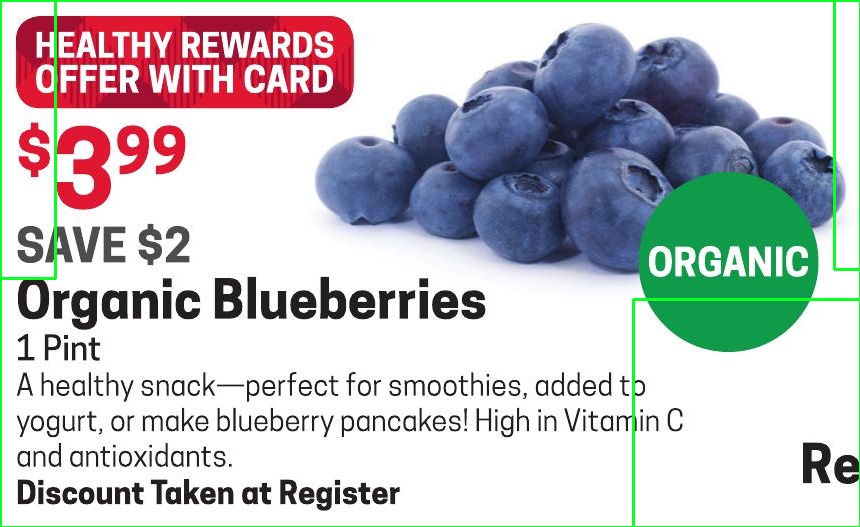 HEALTHY REWARDS
OFFER WITH CARD
$3.99
SAVE $2
ORGANIC
Organic Blueberries
1 Pint
A healthy snack—perfect for smoothies, added to
yogurt, or make blueberry pancakes! High in Vitamin C
and antioxidants.
Discount Taken at Register
Re